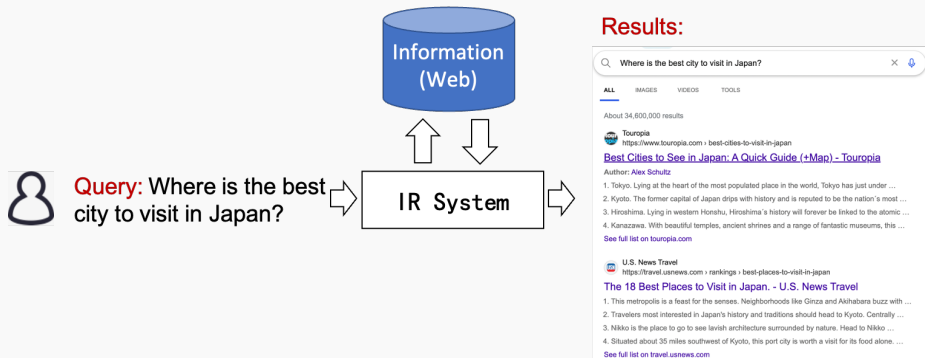 Information
(Web)
Query: Where is the best
city to visit in Japan?
IR System
Results:
Where is the best city to visit in Japan?
ALL IMAGES VIDEOS TOOLS
About 34,600,000 results
Touropia
https://www.touropia.com › best-cities-to-visit-in-japan
Best Cities to See in Japan: A Quick Guide (+Map) - Touropia
Author: Alex Schultz
1. Tokyo. Lying at the heart of the most populated place in the world, Tokyo has just under ...
2. Kyoto. The former capital of Japan drips with history and is reputed to be the nation´s most ...
3. Hiroshima. Lying in western Honshu, Hiroshima´s history will forever be linked to the atomic ...
4. Kanazawa. With beautiful temples, ancient shrines and a range of fantastic museums, this ...
See full list on touropia.com
U.S. News Travel
https://travel.usnews.com › rankings › best-places-to-visit-in-japan
The 18 Best Places to Visit in Japan. - U.S. News Travel
1. This metropolis is a feast for the senses. Neighborhoods like Ginza and Akihabara buzz with ...
2. Travelers most interested in Japan's history and traditions should head to Kyoto. Centrally ...
3. Nikko is the place to go to see lavish architecture surrounded by nature. Head to Nikko ...
4. Situated about 35 miles southwest of Kyoto, this port city is worth a visit for its food alone. ...
See full list on travel.usnews.com